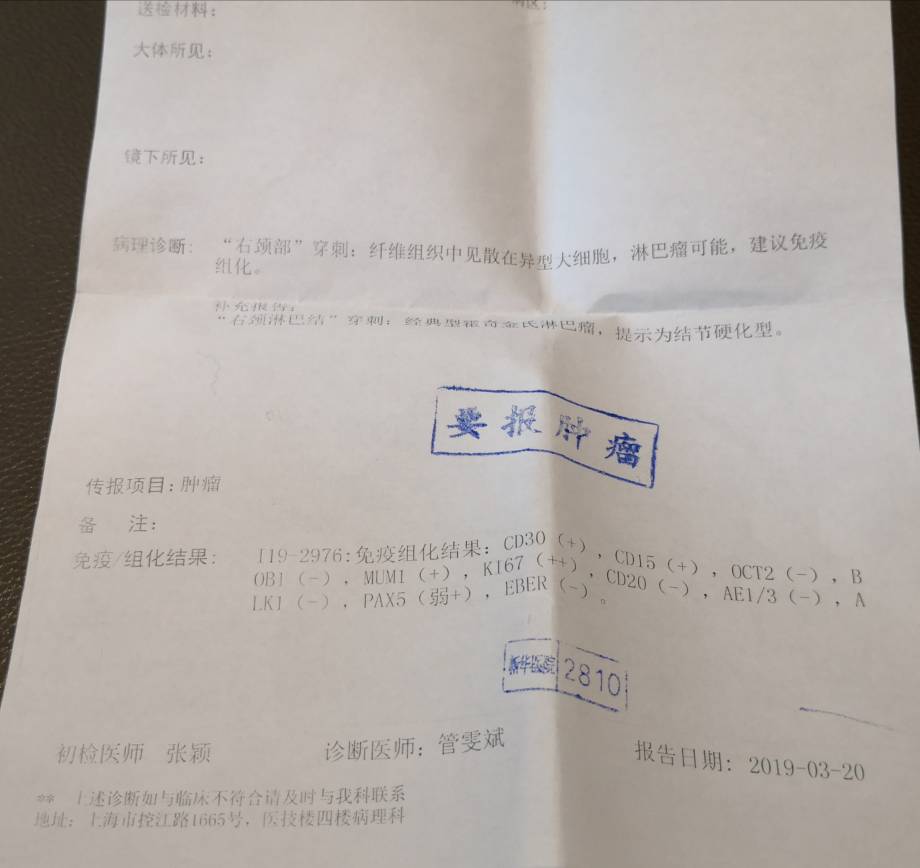 送检材料：
病区：
大体所见：
镜下所见：
病理诊断： “右颈部”穿刺：纤维组织中见散在异型大细胞，淋巴瘤可能，建议免疫
组化。
补充报告：
“右颈淋巴结”穿刺：经典型霍奇金氏淋巴瘤，提示为结节硬化型。
要报肿瘤
传报项目：肿瘤
备 注：
免疫/组化结果： I19-2976:免疫组化结果：CD30（+），CD15（+），OCT2（-），B
OB1（-），MUM1（+），KI67（++），CD20（-），AE1/3（-），A
LK1（-），PAX5（弱+），EBER（-）。
新华医院 2810
初检医师 张颖 诊断医师：管雯斌 报告日期：2019-03-20
** 上述诊断如与临床不符合请及时与我科联系
地址：上海市控江路1665号，医技楼四楼病理科